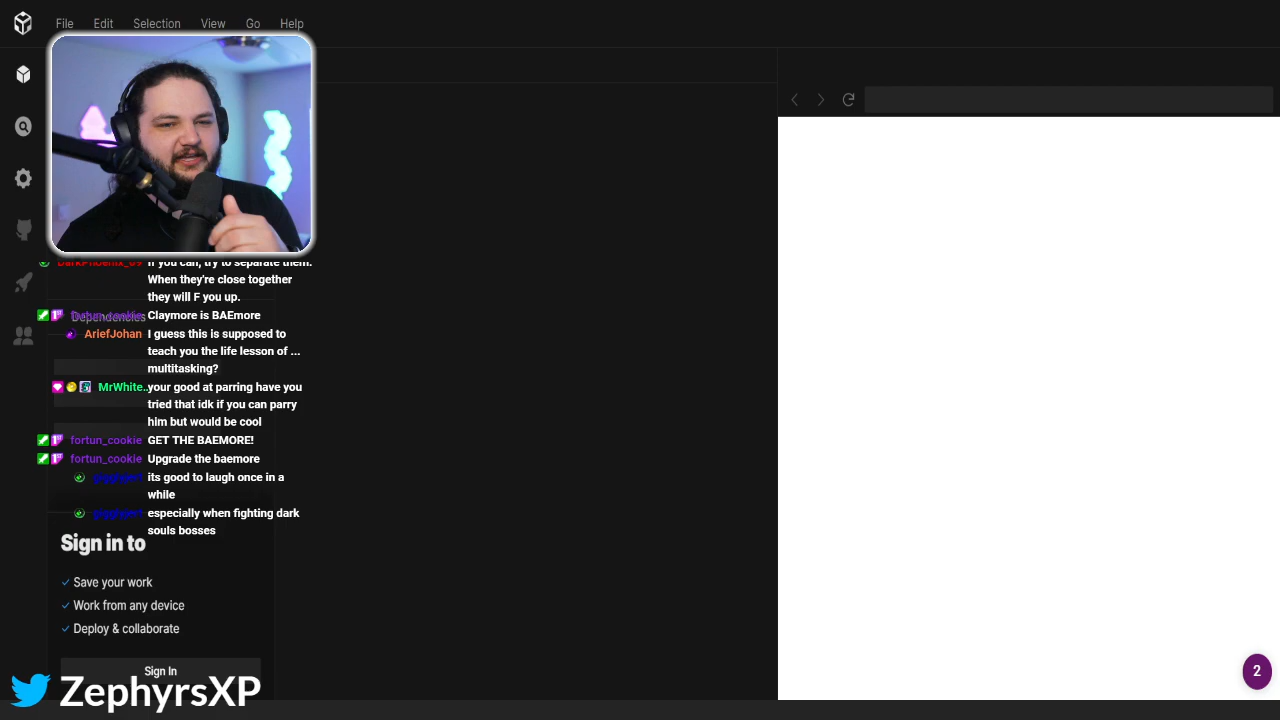 File Edit Selection View Go Help
If you can, try to separate them.
When they're close together
they will F you up.
Dependencies
fortun_cookie Claymore is BAEmore
AriefJohan I guess this is supposed to
teach you the life lesson of ...
multitasking?
MrWhite.. your good at parring have you
tried that idk if you can parry
him but would be cool
fortun_cookie GET THE BAEMORE!
fortun_cookie Upgrade the baemore
its good to laugh once in a
while
especially when fighting dark
souls bosses
Sign in to
Save your work
Work from any device
Deploy & collaborate
Sign In
ZephyrsXP
2